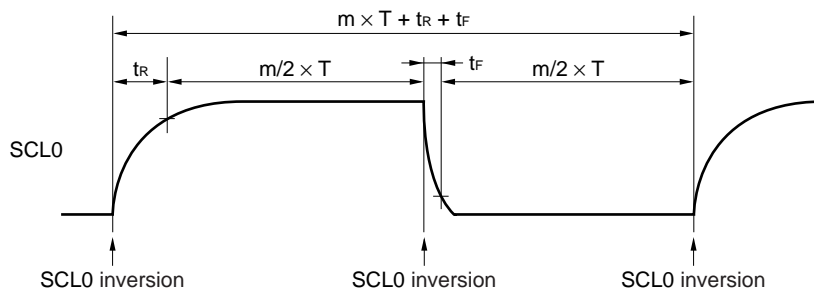 m × T + tR + tF
tR
m/2 × T
tF
m/2 × T
SCL0
SCL0 inversion
SCL0 inversion
SCL0 inversion